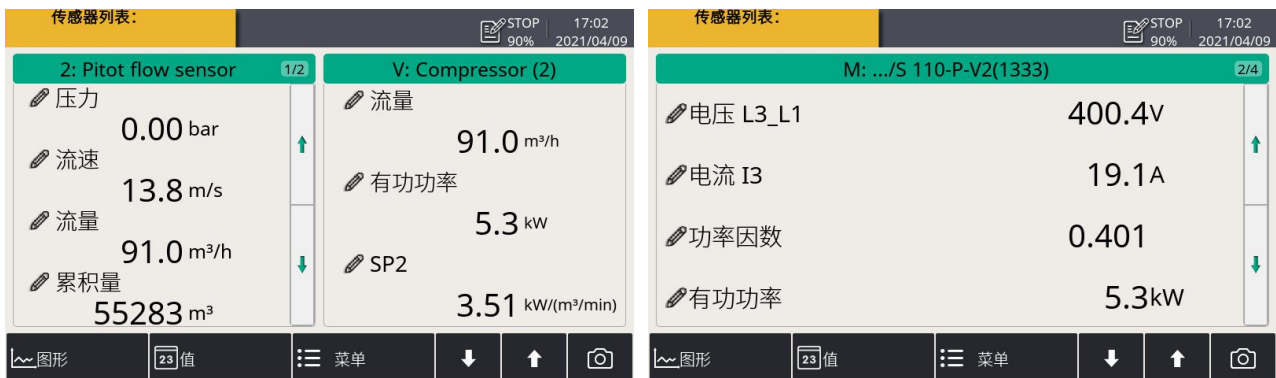 传感器列表:
STOP 17:02
90% 2021/04/09
2: Pitot flow sensor 1/2
压力
0.00 bar
流速
13.8 m/s
流量
91.0 m³/h
累积量
55283 m³
V: Compressor (2)
流量
91.0 m³/h
有功功率
5.3 kW
SP2
3.51 kW/(m³/min)
图形 23 值 菜单
传感器列表:
STOP 17:02
90% 2021/04/09
M: .../S 110-P-V2(1333) 2/4
电压 L3_L1 400.4V
电流 I3 19.1A
功率因数 0.401
有功功率 5.3kW
图形 23 值 菜单